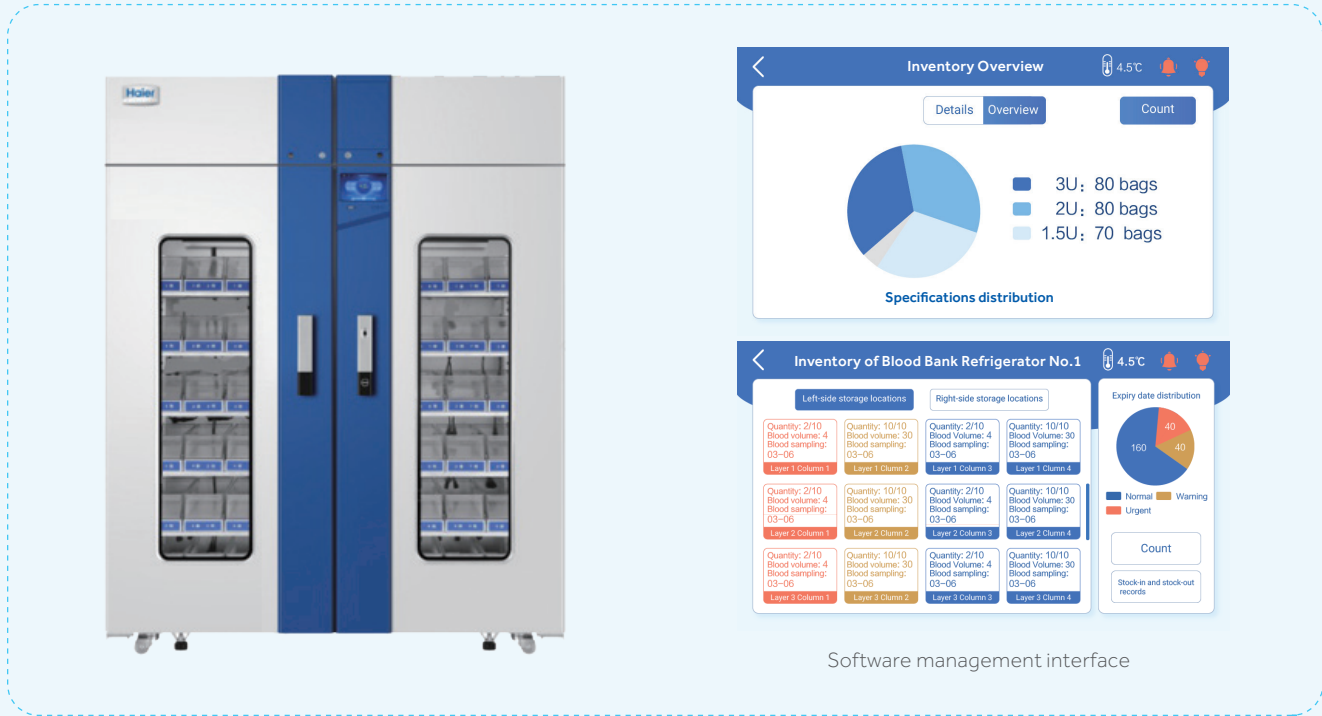 Haier
Inventory Overview
4.5℃
Details
Overview
Count
3U: 80 bags
2U: 80 bags
1.5U: 70 bags
Specifications distribution
Inventory of Blood Bank Refrigerator No.1
4.5℃
Left-side storage locations
Right-side storage locations
Quantity: 2/10
Blood volume: 4
Blood sampling:
03-06
Layer 1 Column 1
Quantity: 10/10
Blood volume: 30
Blood sampling:
03-06
Layer 1 Clumn 2
Quantity: 2/10
Blood Volume: 4
Blood sampling:
03-06
Layer 1 Column 3
Quantity: 10/10
Blood Volume: 30
Blood sampling:
03-06
Layer 1 Clumn 4
Quantity: 2/10
Blood volume: 4
Blood sampling:
03-06
Layer 2 Column 1
Quantity: 10/10
Blood volume: 30
Blood sampling:
03-06
Layer 2 Clumn 2
Quantity: 2/10
Blood Volume: 4
Blood sampling:
03-06
Layer 2 Column 3
Quantity: 10/10
Blood Volume: 30
Blood sampling:
03-06
Layer 2 Column 4
Quantity: 2/10
Blood volume: 4
Blood sampling:
03-06
Layer 3 Column 1
Quantity: 10/10
Blood volume: 30
Blood sampling:
03-06
Layer 3 Clumn 2
Quantity: 2/10
Blood Volume: 4
Blood sampling:
03-06
Layer 3 Column 3
Quantity: 10/10
Blood Volume: 30
Blood sampling:
03-06
Layer 3 Clumn 4
Expiry date distribution
40
160
40
Normal
Warning
Urgent
Count
Stock-in and stock-out
records
Software management interface